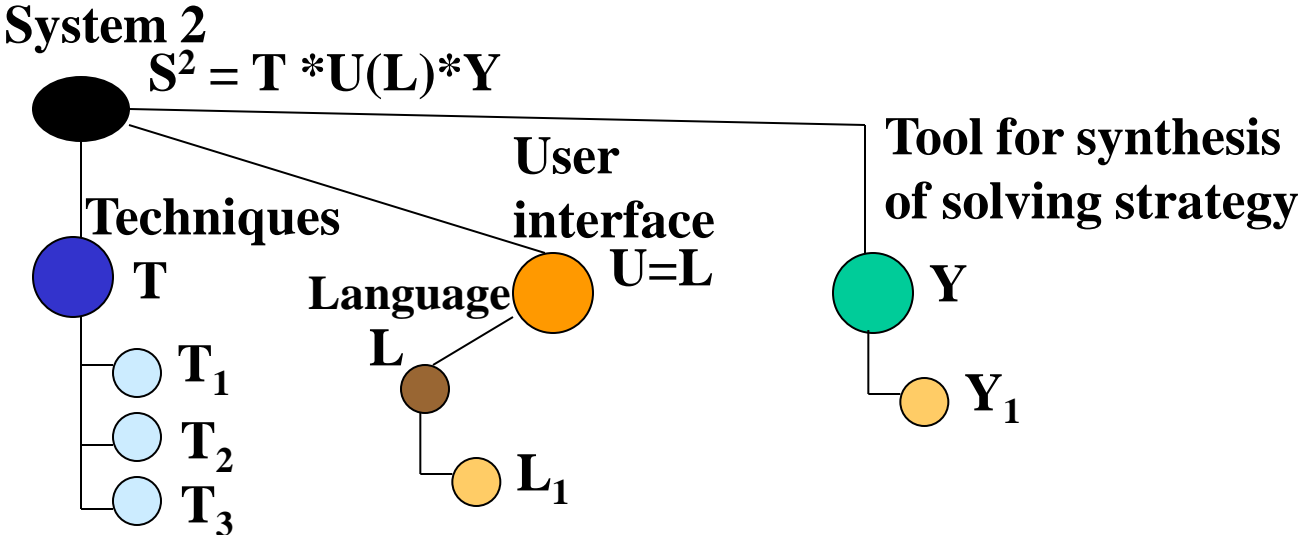 System 2
S² = T *U(L)*Y
Tool for synthesis
of solving strategy
User
interface
U=L
Techniques
T
Language
L
Y
T₁
T₂
T₃
L₁
Y₁